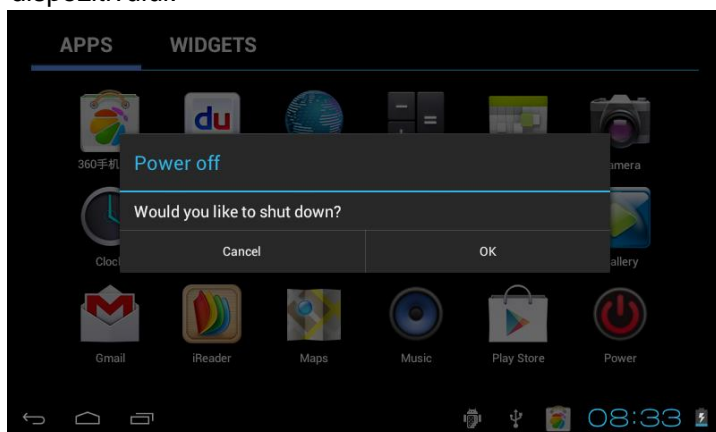 APPS WIDGETS
du
360手机
amera
Power off
Would you like to shut down?
Cancel OK
Cloc
allery
Gmail iReader Maps Music Play Store Power
08:33